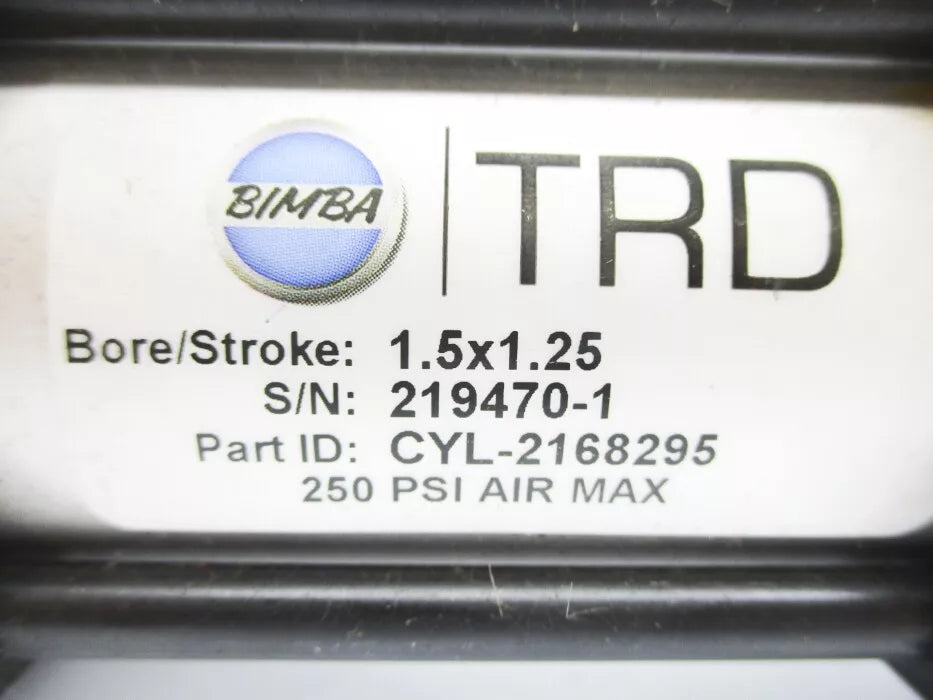 BIMBA TRD
Bore/Stroke: 1.5x1.25
S/N: 219470-1
Part ID: CYL-2168295
250 PSI AIR MAX